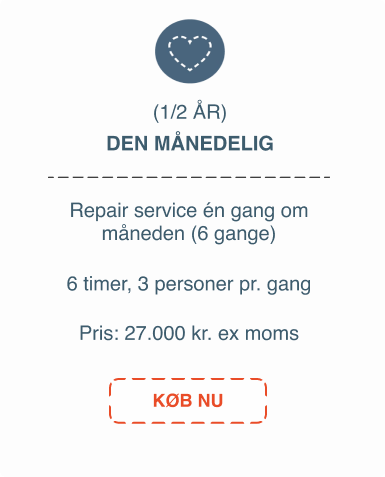 (1/2 ÅR)
DEN MÅNEDELIG
Repair service én gang om
måneden (6 gange)
6 timer, 3 personer pr. gang
Pris: 27.000 kr. ex moms
KØB NU